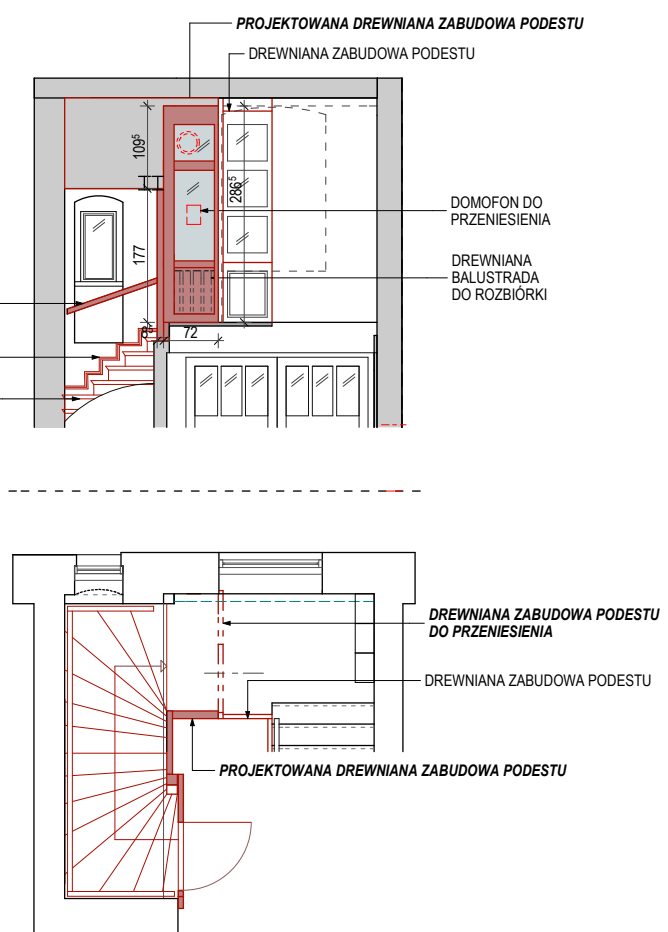 PROJEKTOWANA DREWNIANA ZABUDOWA PODESTU
DREWNIANA ZABUDOWA PODESTU
109⁵
286⁵
177
8⁵
72
DOMOFON DO
PRZENIESIENIA
DREWNIANA
BALUSTRADA
DO ROZBIÓRKI
DREWNIANA ZABUDOWA PODESTU
DO PRZENIESIENIA
DREWNIANA ZABUDOWA PODESTU
PROJEKTOWANA DREWNIANA ZABUDOWA PODESTU